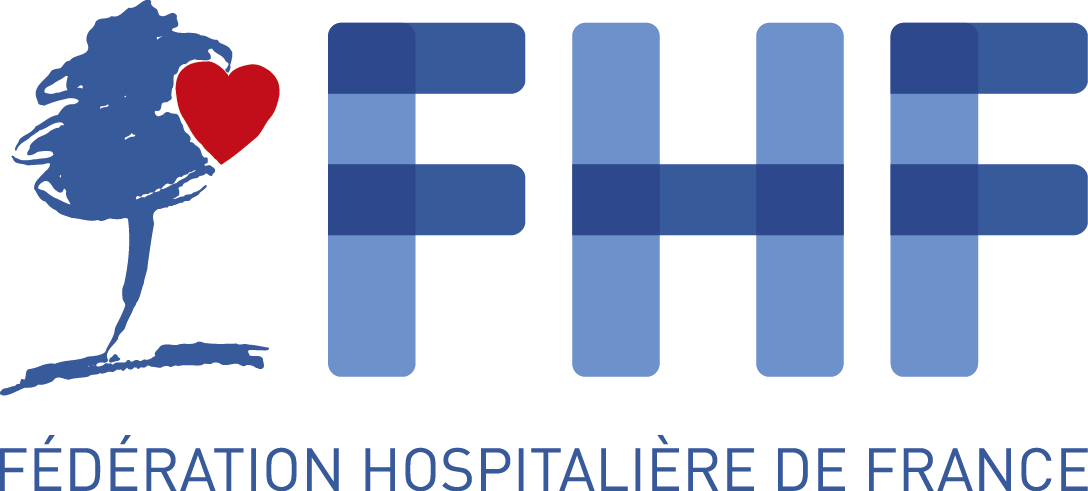 FHF
FÉDÉRATION HOSPITALIÈRE DE FRANCE